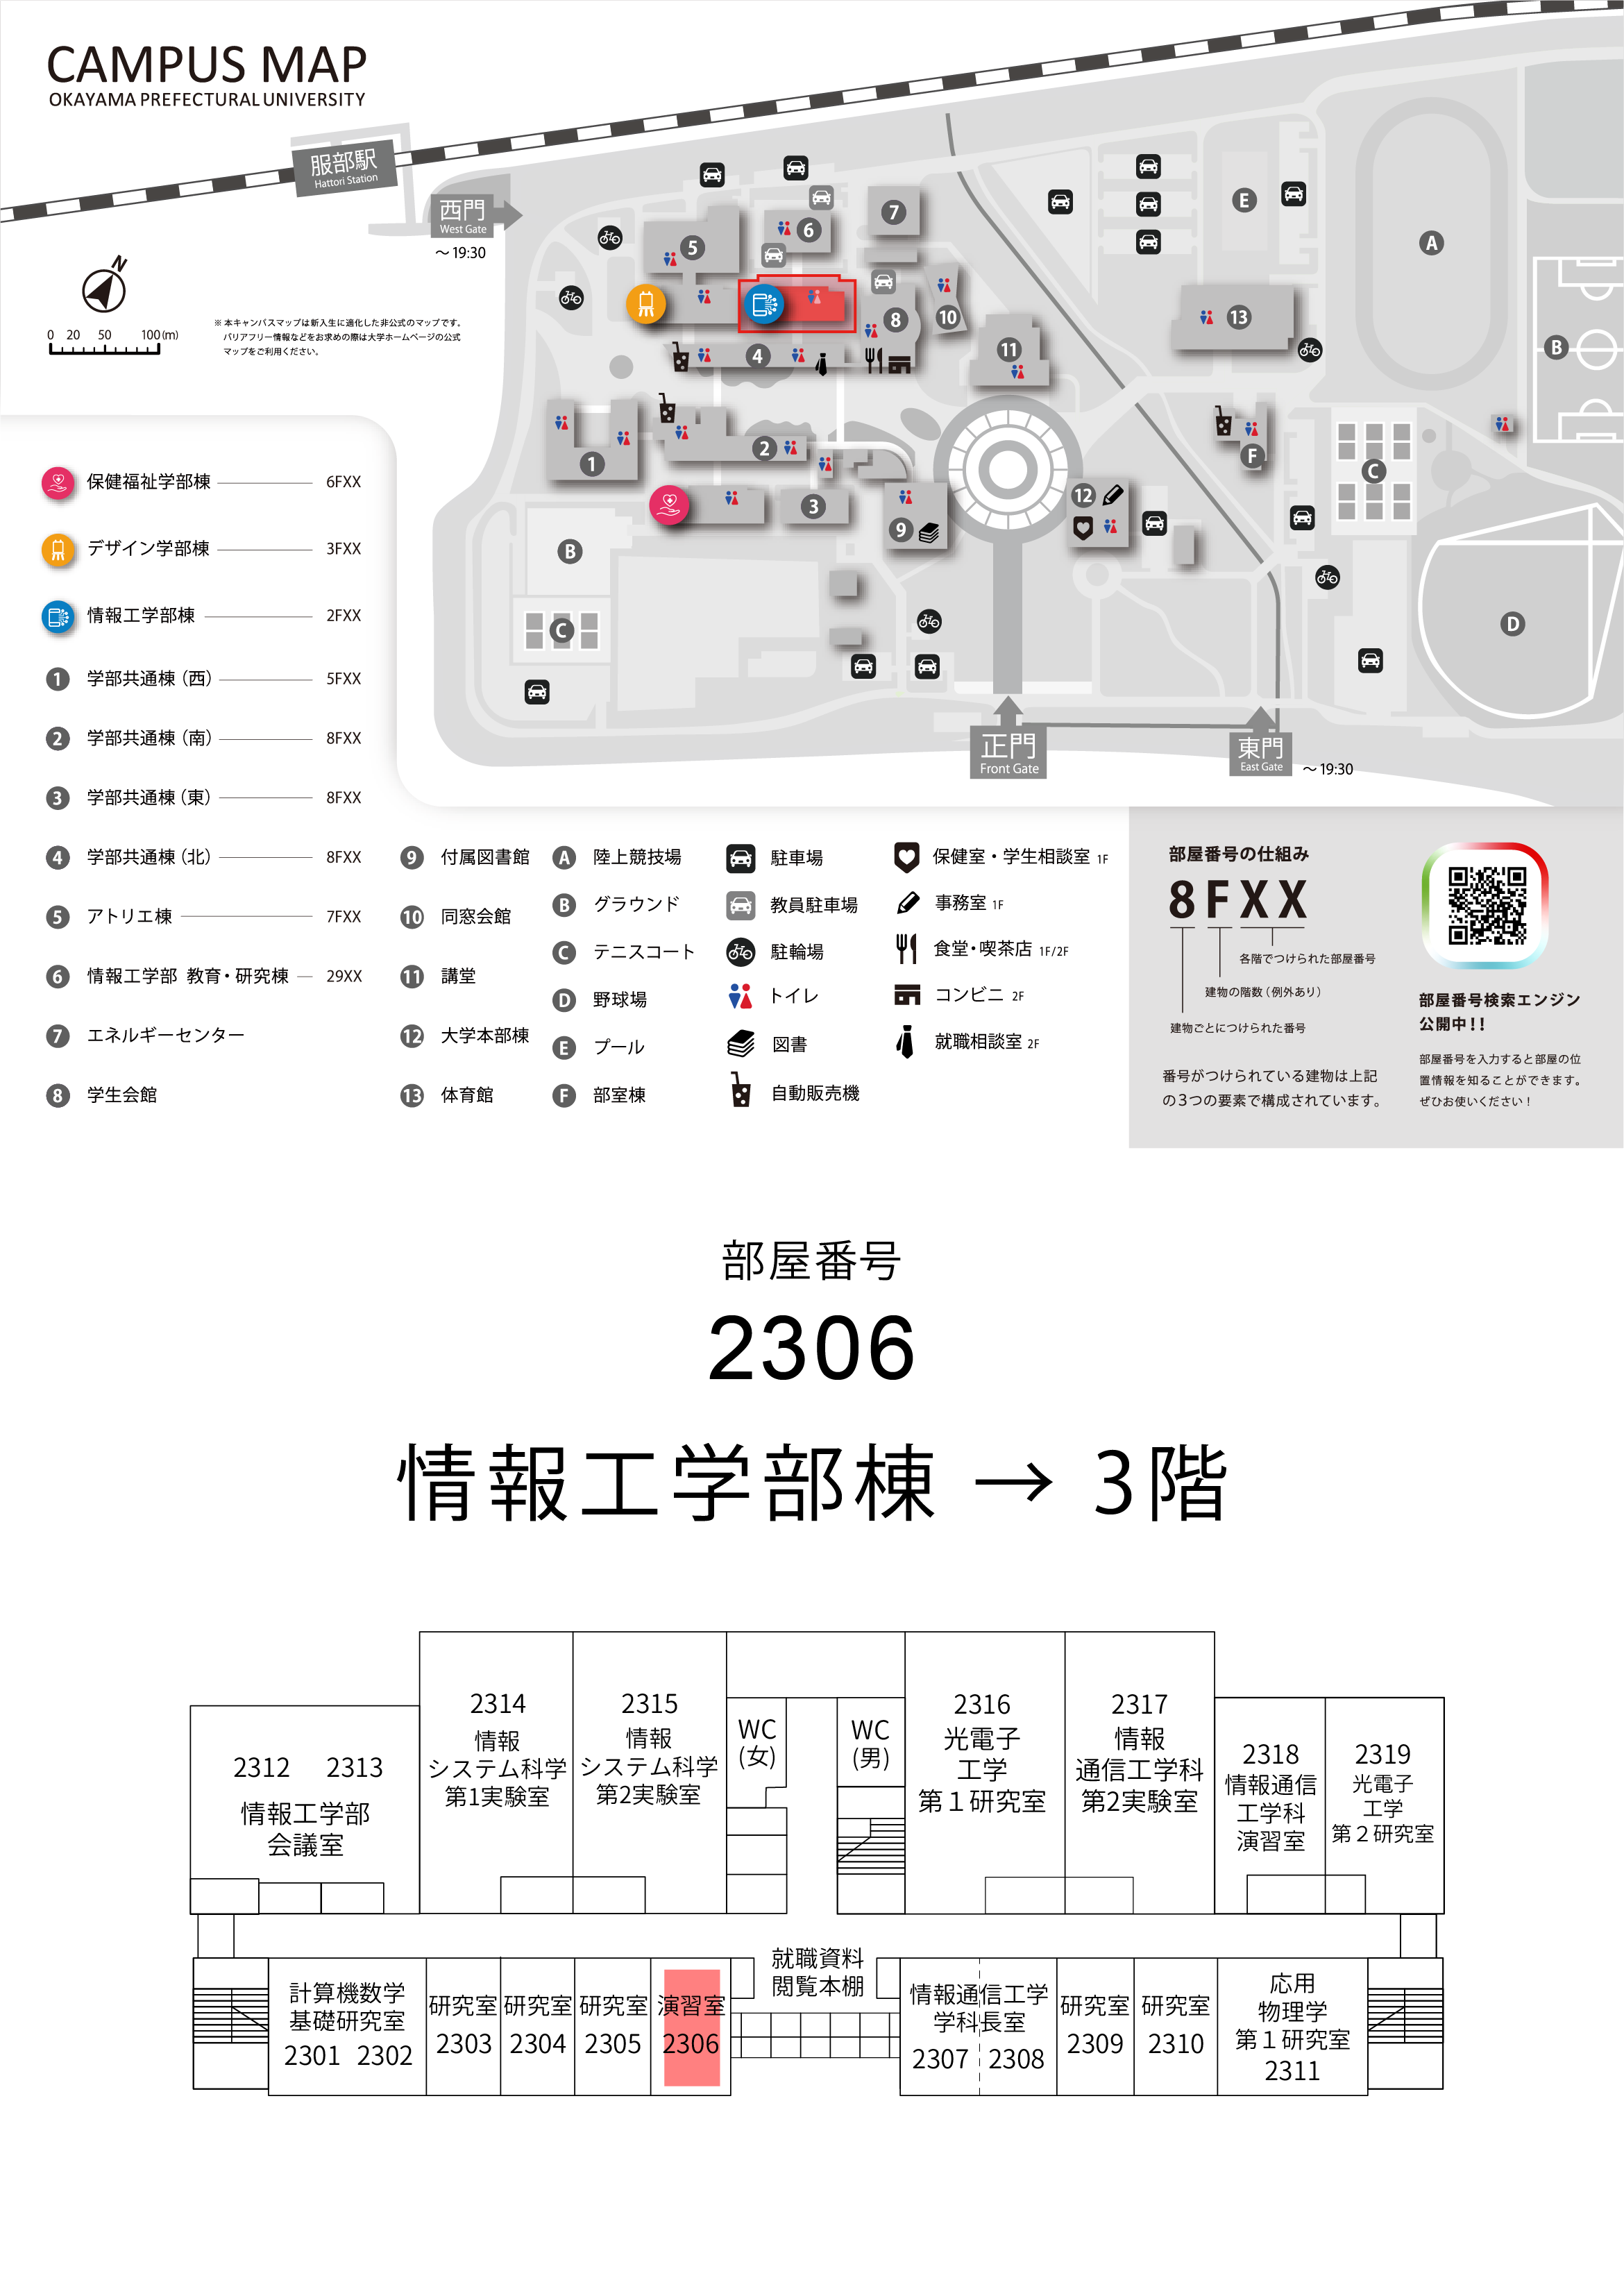 CAMPUS MAP
OKAYAMA PREFECTURAL UNIVERSITY
服部駅
Hattori Station
西門
West Gate
～19:30
N
0 20 50 100(m)
※ 本キャンパスマップは新入生に適化した非公式のマップです。
バリアフリー情報などをお求めの際は大学ホームページの公式
マップをご利用ください。
7
6
5
E
A
8
10
13
4
11
B
1
2
F
C
3
9
12
B
C
D
正門
Front Gate
東門
East Gate
～19:30
保健福祉学部棟 6FXX
デザイン学部棟 3FXX
情報工学部棟 2FXX
1 学部共通棟（西） 5FXX
2 学部共通棟（南） 8FXX
3 学部共通棟（東） 8FXX
4 学部共通棟（北） 8FXX
5 アトリエ棟 7FXX
6 情報工学部 教育・研究棟 29XX
7 エネルギーセンター
8 学生会館
9 付属図書館
10 同窓会館
11 講堂
12 大学本部棟
13 体育館
A 陸上競技場
B グラウンド
C テニスコート
D 野球場
E プール
F 部室棟
駐車場
教員駐車場
駐輪場
トイレ
図書
自動販売機
保健室・学生相談室 1F
事務室 1F
食堂・喫茶店 1F/2F
コンビニ 2F
就職相談室 2F
部屋番号の仕組み
8FXX
各階でつけられた部屋番号
建物の階数（例外あり）
建物ごとにつけられた番号
番号がつけられている建物は上記
の3つの要素で構成されています。
部屋番号検索エンジン
公開中！！
部屋番号を入力すると部屋の位
置情報を知ることができます。
ぜひお使いください！
部屋番号
2306
情報工学部棟 → 3階
2312 2313
情報工学部
会議室
2314
情報
システム科学
第1実験室
2315
情報
システム科学
第2実験室
WC
(女)
WC
(男)
2316
光電子
工学
第１研究室
2317
情報
通信工学科
第2実験室
2318
情報通信
工学科
演習室
2319
光電子
工学
第２研究室
計算機数学
基礎研究室
2301 2302
研究室
2303
研究室
2304
研究室
2305
演習室
2306
就職資料
閲覧本棚
情報通信工学
学科長室
2307 2308
研究室
2309
研究室
2310
応用
物理学
第１研究室
2311